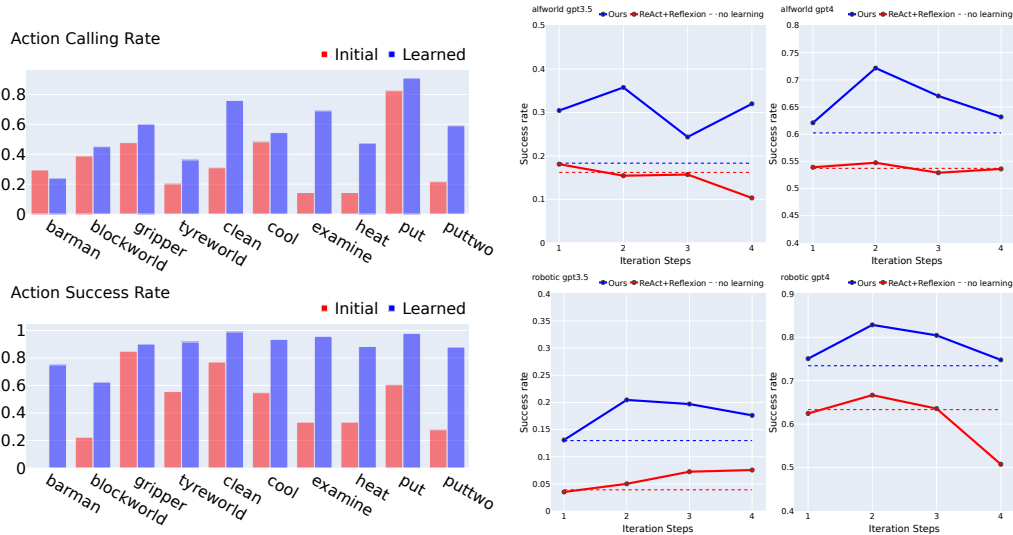 Action Calling Rate
Initial Learned
0.8
0.6
0.4
0.2
0
barman blockworld gripper tyreworld clean cool examine heat put puttwo
Action Success Rate
Initial Learned
1
0.8
0.6
0.4
0.2
0
barman blockworld gripper tyreworld clean cool examine heat put puttwo
alfworld gpt3.5
Ours ReAct+Reflexion no learning
0.5
0.4
0.3
0.2
0.1
0
Success rate
1 2 3 4
Iteration Steps
alfworld gpt4
Ours ReAct+Reflexion no learning
0.8
0.75
0.7
0.65
0.6
0.55
0.5
0.45
0.4
Success rate
1 2 3 4
Iteration Steps
robotic gpt3.5
Ours ReAct+Reflexion no learning
0.4
0.35
0.3
0.25
0.2
0.15
0.1
0.05
0
Success rate
1 2 3 4
Iteration Steps
robotic gpt4
Ours ReAct+Reflexion no learning
0.9
0.8
0.7
0.6
0.5
0.4
Success rate
1 2 3 4
Iteration Steps